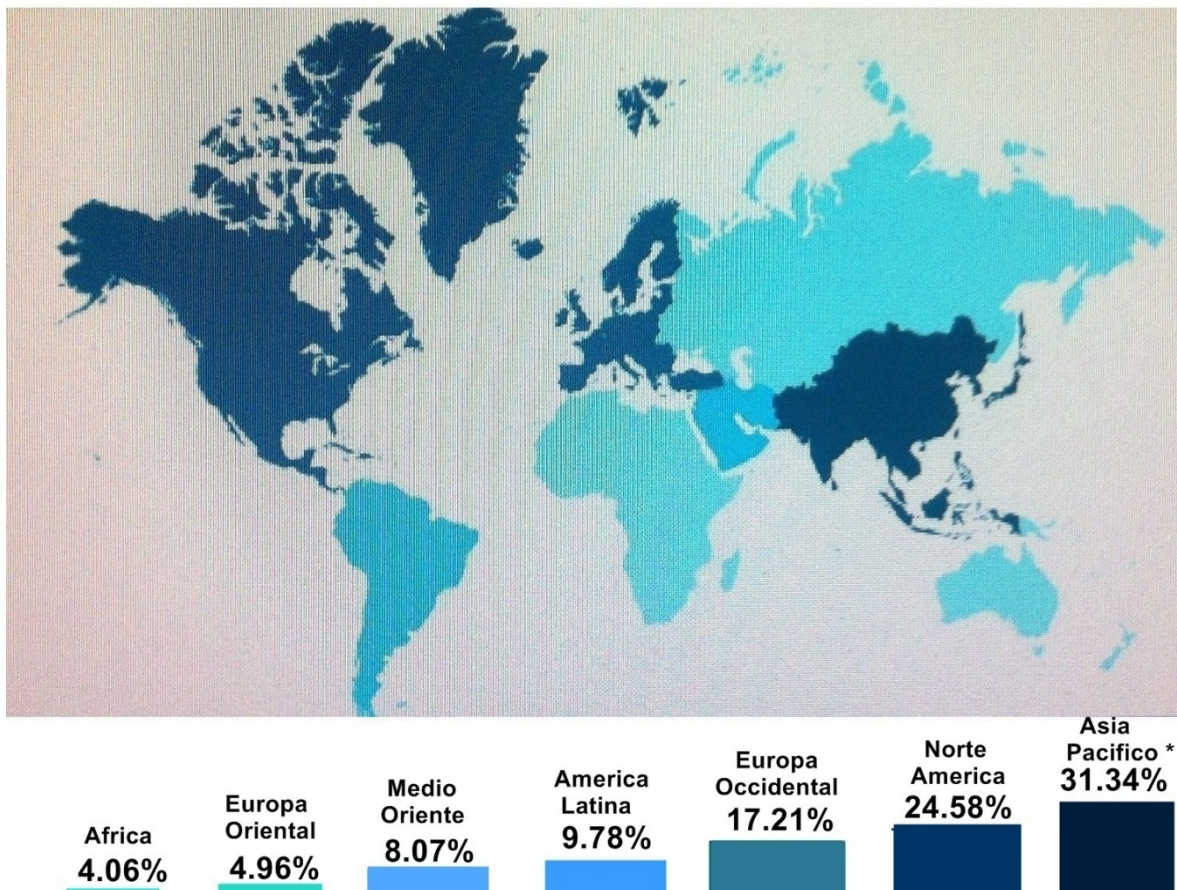 Africa
4.06%
Europa
Oriental
4.96%
Medio
Oriente
8.07%
America
Latina
9.78%
Europa
Occidental
17.21%
Norte
America
24.58%
Asia
Pacifico *
31.34%